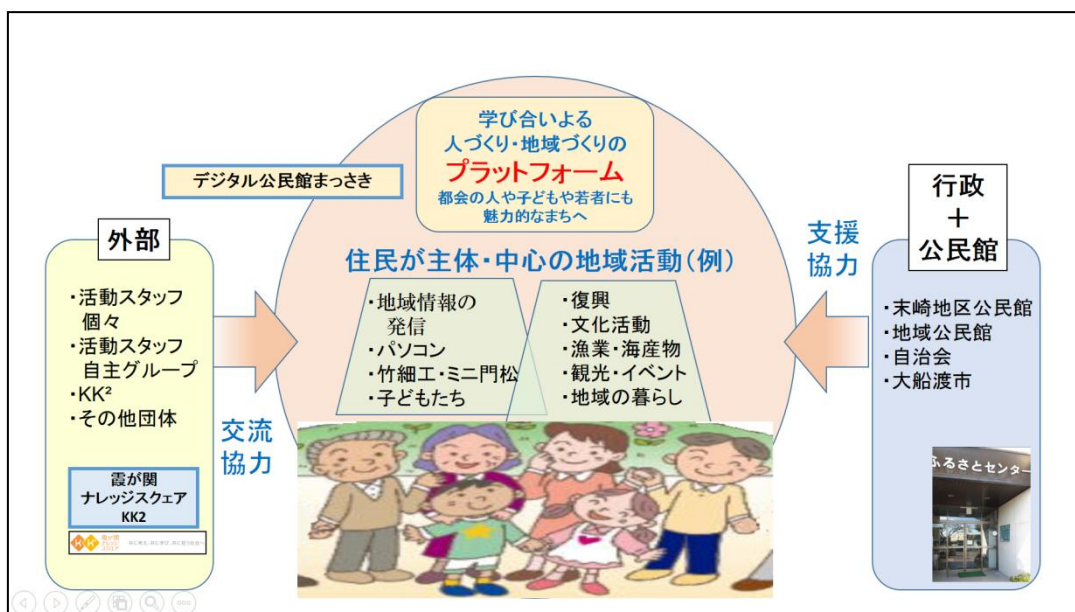 学び合いよる
人づくり・地域づくりの
プラットフォーム
都会の人や子どもや若者にも
魅力的なまちへ
デジタル公民館まっさき
外部
・活動スタッフ
個々
・活動スタッフ
自主グループ
・KK²
・その他団体
霞が関
ナレッジスクェア
KK2
交流
協力
住民が主体・中心の地域活動(例)
・地域情報の
発信
・パソコン
・竹細工・ミニ門松
・子どもたち
・復興
・文化活動
・漁業・海産物
・観光・イベント
・地域の暮らし
支援
協力
行政
+
公民館
・末崎地区公民館
・地域公民館
・自治会
・大船渡市
ふるさとセンター